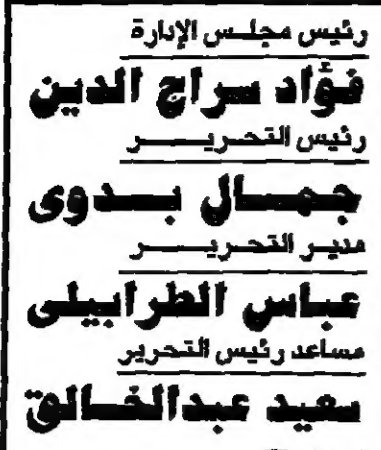 رئيس مجلس الإدارة
فؤاد سراج الدين
رئيس التحرير
جمال بدوى
مدير التحرير
عباس الطرابيلى
مساعد رئيس التحرير
سعيد عبدالخالق